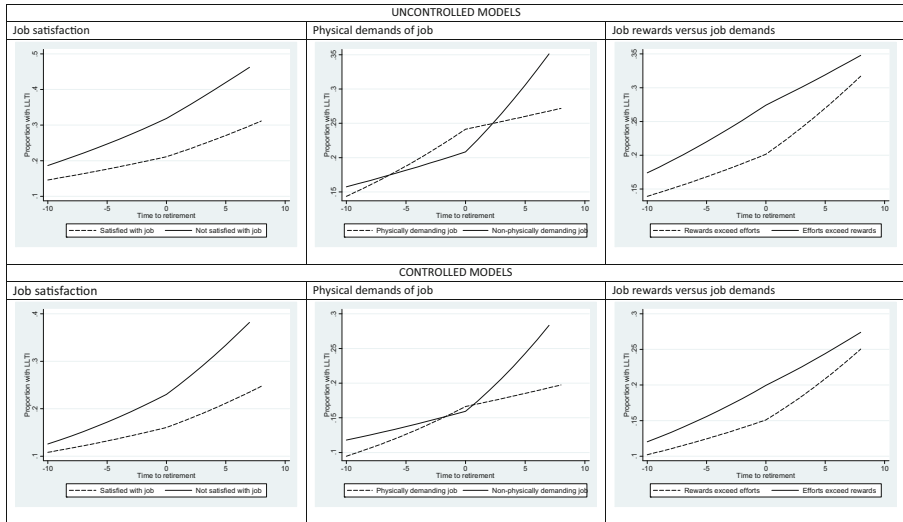 UNCONTROLLED MODELS
Job satisfaction
Physical demands of job
Job rewards versus job demands
Proportion with LLTI
.1 .2 .3 .4 .5
-10 -5 0 5 10
Time to retirement
Satisfied with job Not satisfied with job
Proportion with LLTI
.15 .2 .25 .3 .35
-10 -5 0 5 10
Time to retirement
Physically demanding job Non-physically demanding job
Proportion with LLTI
.15 .2 .25 .3 .35
-10 -5 0 5 10
Time to retirement
Rewards exceed efforts Efforts exceed rewards
CONTROLLED MODELS
Job satisfaction
Physical demands of job
Job rewards versus job demands
Proportion with LLTI
.1 .2 .3 .4
-10 -5 0 5 10
Time to retirement
Satisfied with job Not satisfied with job
Proportion with LLTI
.1 .15 .2 .25 .3
-10 -5 0 5 10
Time to retirement
Physically demanding job Non-physically demanding job
Proportion with LLTI
.1 .15 .2 .25 .3
-10 -5 0 5 10
Time to retirement
Rewards exceed efforts Efforts exceed rewards